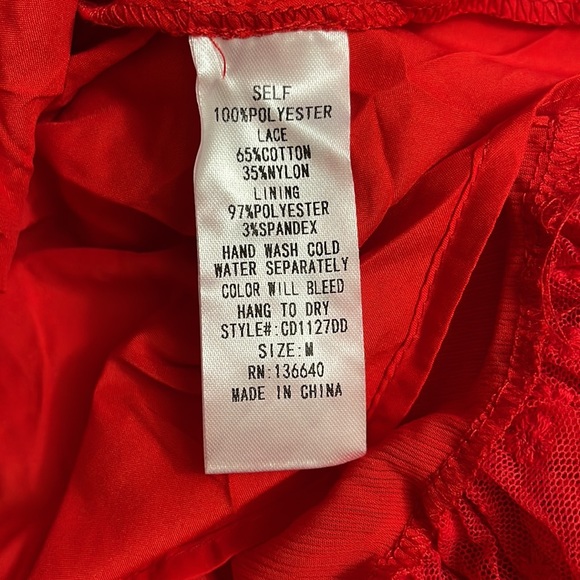 SELF
100%POLYESTER
LACE
65%COTTON
35%NYLON
LINING
97%POLYESTER
3%SPANDEX
HAND WASH COLD
WATER SEPARATELY
COLOR WILL BLEED
HANG TO DRY
STYLE#:CD1127DD
SIZE:M
RN:136640
MADE IN CHINA